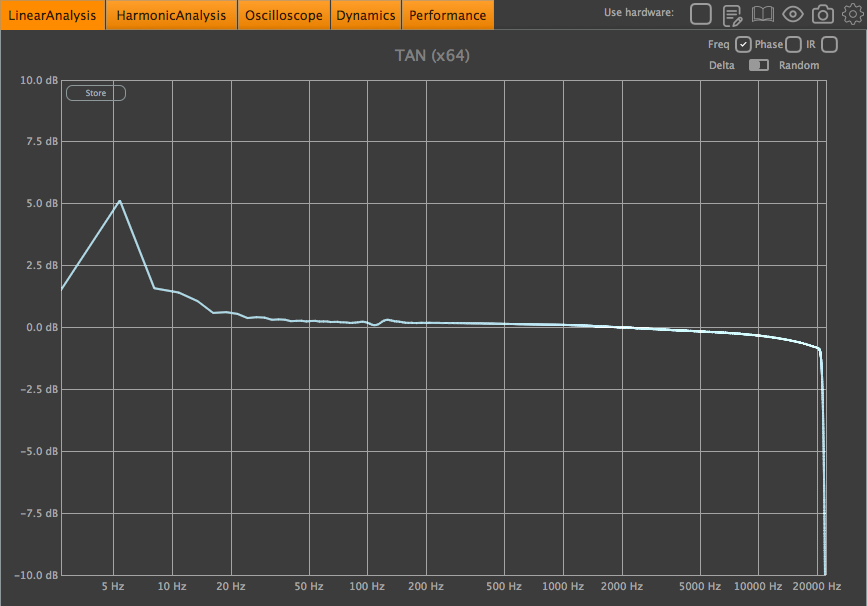 LinearAnalysis HarmonicAnalysis Oscilloscope Dynamics Performance Use hardware:
Freq Phase IR
TAN (x64)
Delta Random
10.0 dB
Store
7.5 dB
5.0 dB
2.5 dB
0.0 dB
−2.5 dB
−5.0 dB
−7.5 dB
−10.0 dB
5 Hz 10 Hz 20 Hz 50 Hz 100 Hz 200 Hz 500 Hz 1000 Hz 2000 Hz 5000 Hz 10000 Hz 20000 Hz